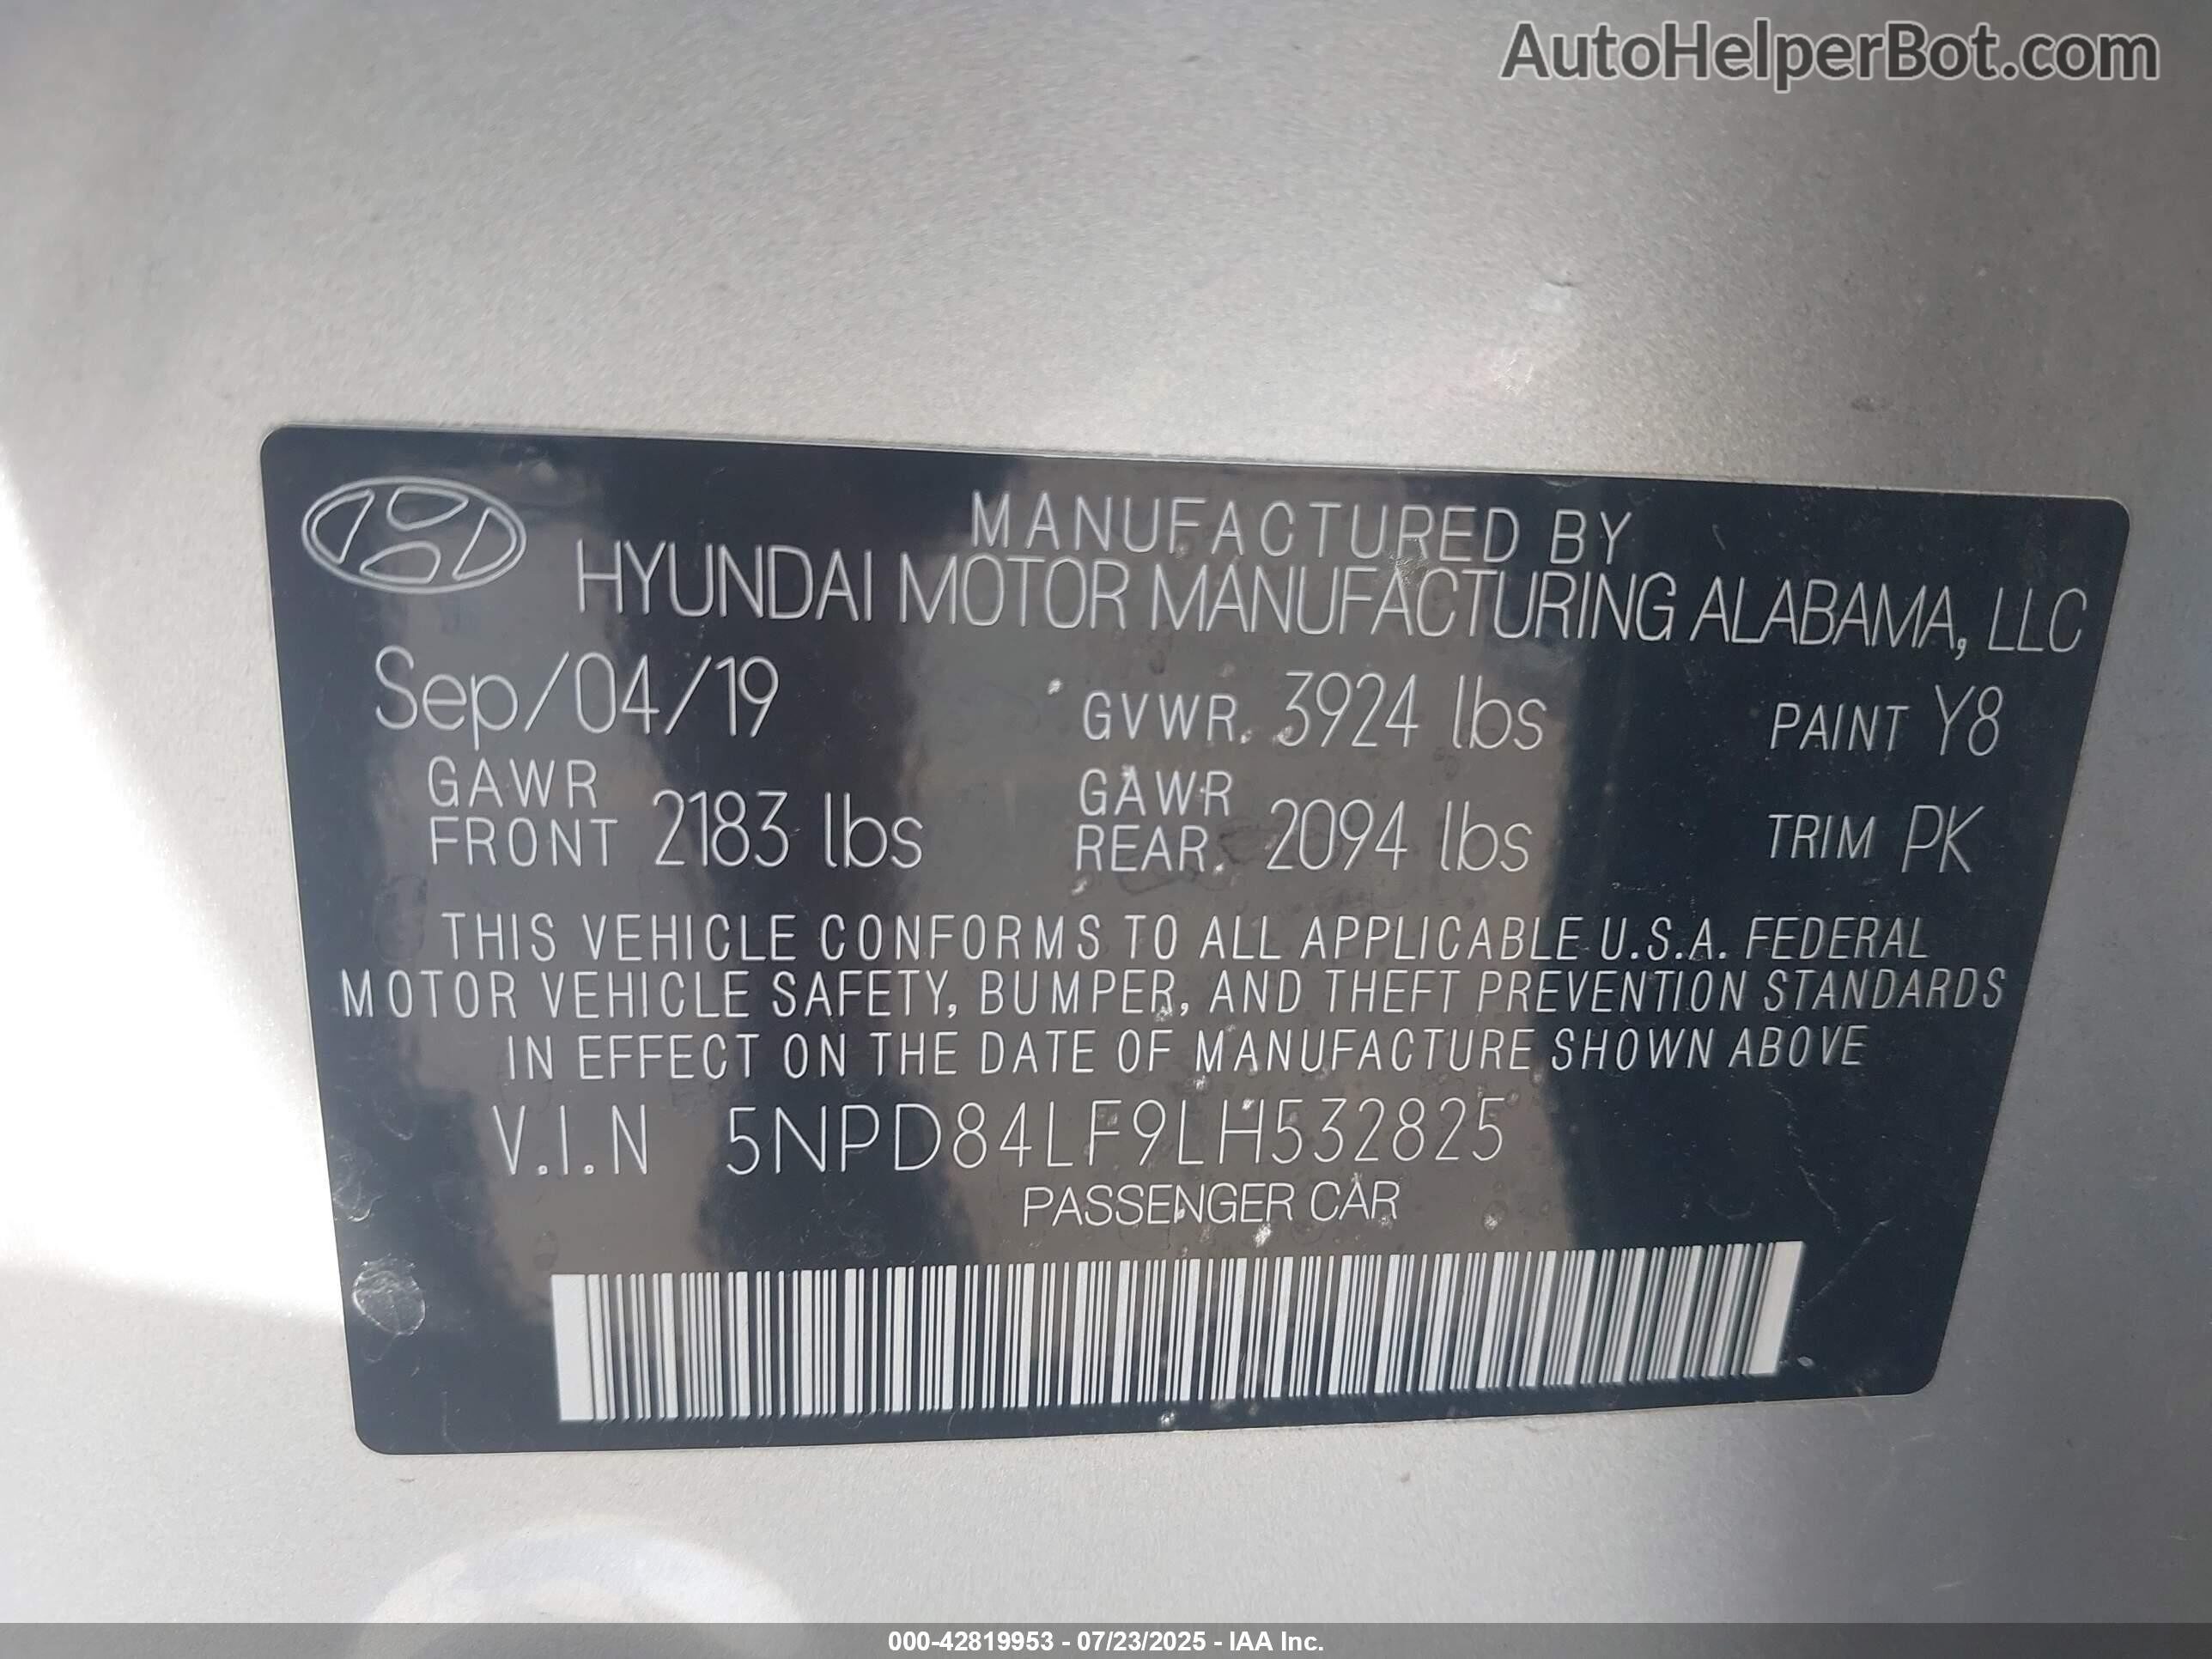 AutoHelperBot.com
MANUFACTURED BY
HYUNDAI MOTOR MANUFACTURING ALABAMA, LLC
Sep/04/19 GVWR. 3924 lbs PAINT Y8
GAWR FRONT 2183 lbs GAWR REAR. 2094 lbs TRIM PK
THIS VEHICLE CONFORMS TO ALL APPLICABLE U.S.A. FEDERAL
MOTOR VEHICLE SAFETY, BUMPER, AND THEFT PREVENTION STANDARDS
IN EFFECT ON THE DATE OF MANUFACTURE SHOWN ABOVE
V.I.N 5NPD84LF9LH532825
PASSENGER CAR
000-42819953 - 07/23/2025 - IAA Inc.